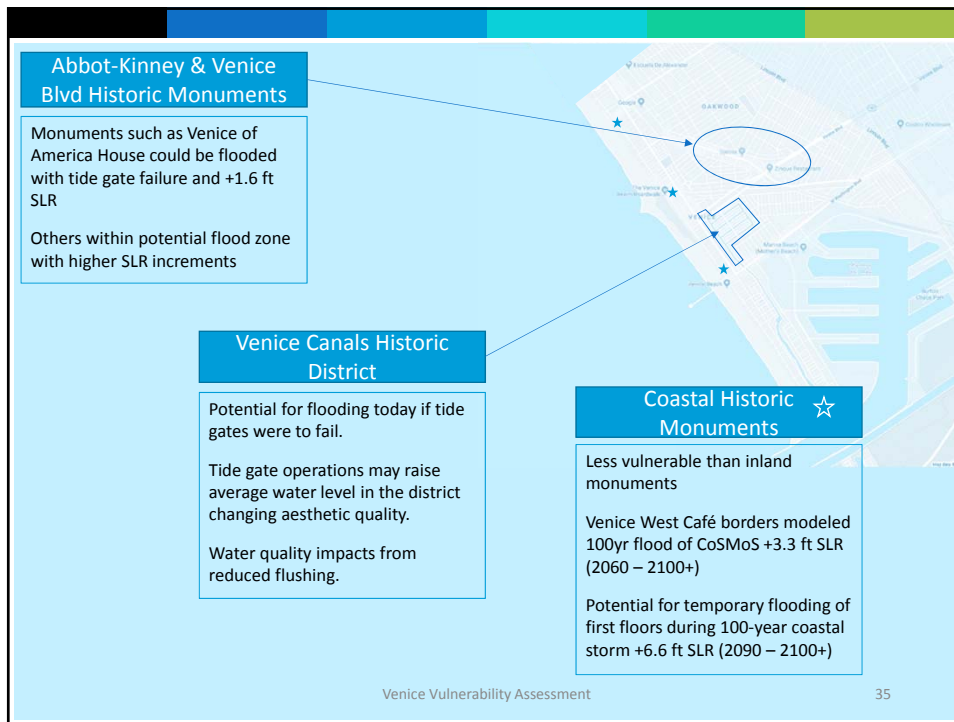 Abbot-Kinney & Venice
Blvd Historic Monuments
Monuments such as Venice of
America House could be flooded
with tide gate failure and +1.6 ft
SLR
Others within potential flood zone
with higher SLR increments
OAKWOOD
VENICE
Venice Canals Historic
District
Potential for flooding today if tide
gates were to fail.
Tide gate operations may raise
average water level in the district
changing aesthetic quality.
Water quality impacts from
reduced flushing.
Coastal Historic
Monuments
Less vulnerable than inland
monuments
Venice West Café borders modeled
100yr flood of CoSMoS +3.3 ft SLR
(2060 – 2100+)
Potential for temporary flooding of
first floors during 100-year coastal
storm +6.6 ft SLR (2090 – 2100+)
Venice Vulnerability Assessment
35